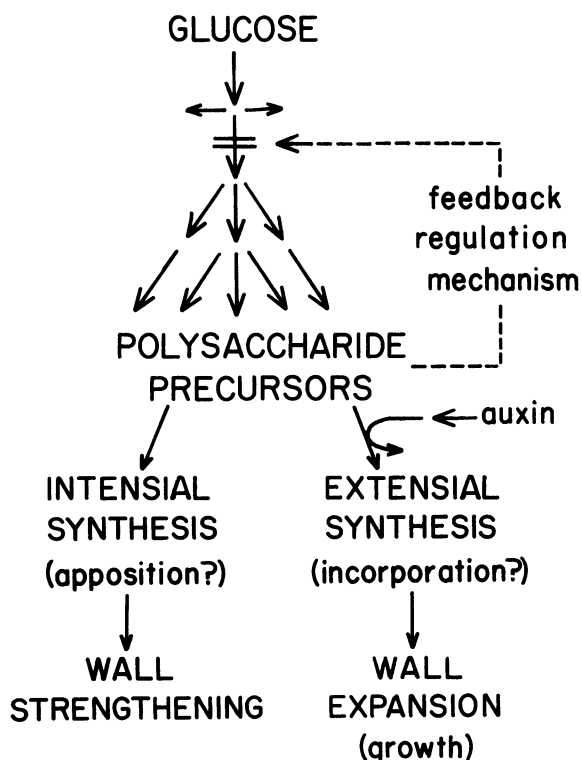 GLUCOSE
feedback
regulation
mechanism
POLYSACCHARIDE
PRECURSORS
auxin
INTENSIAL
SYNTHESIS
(apposition?)
EXTENSIAL
SYNTHESIS
(incorporation?)
WALL
STRENGTHENING
WALL
EXPANSION
(growth)